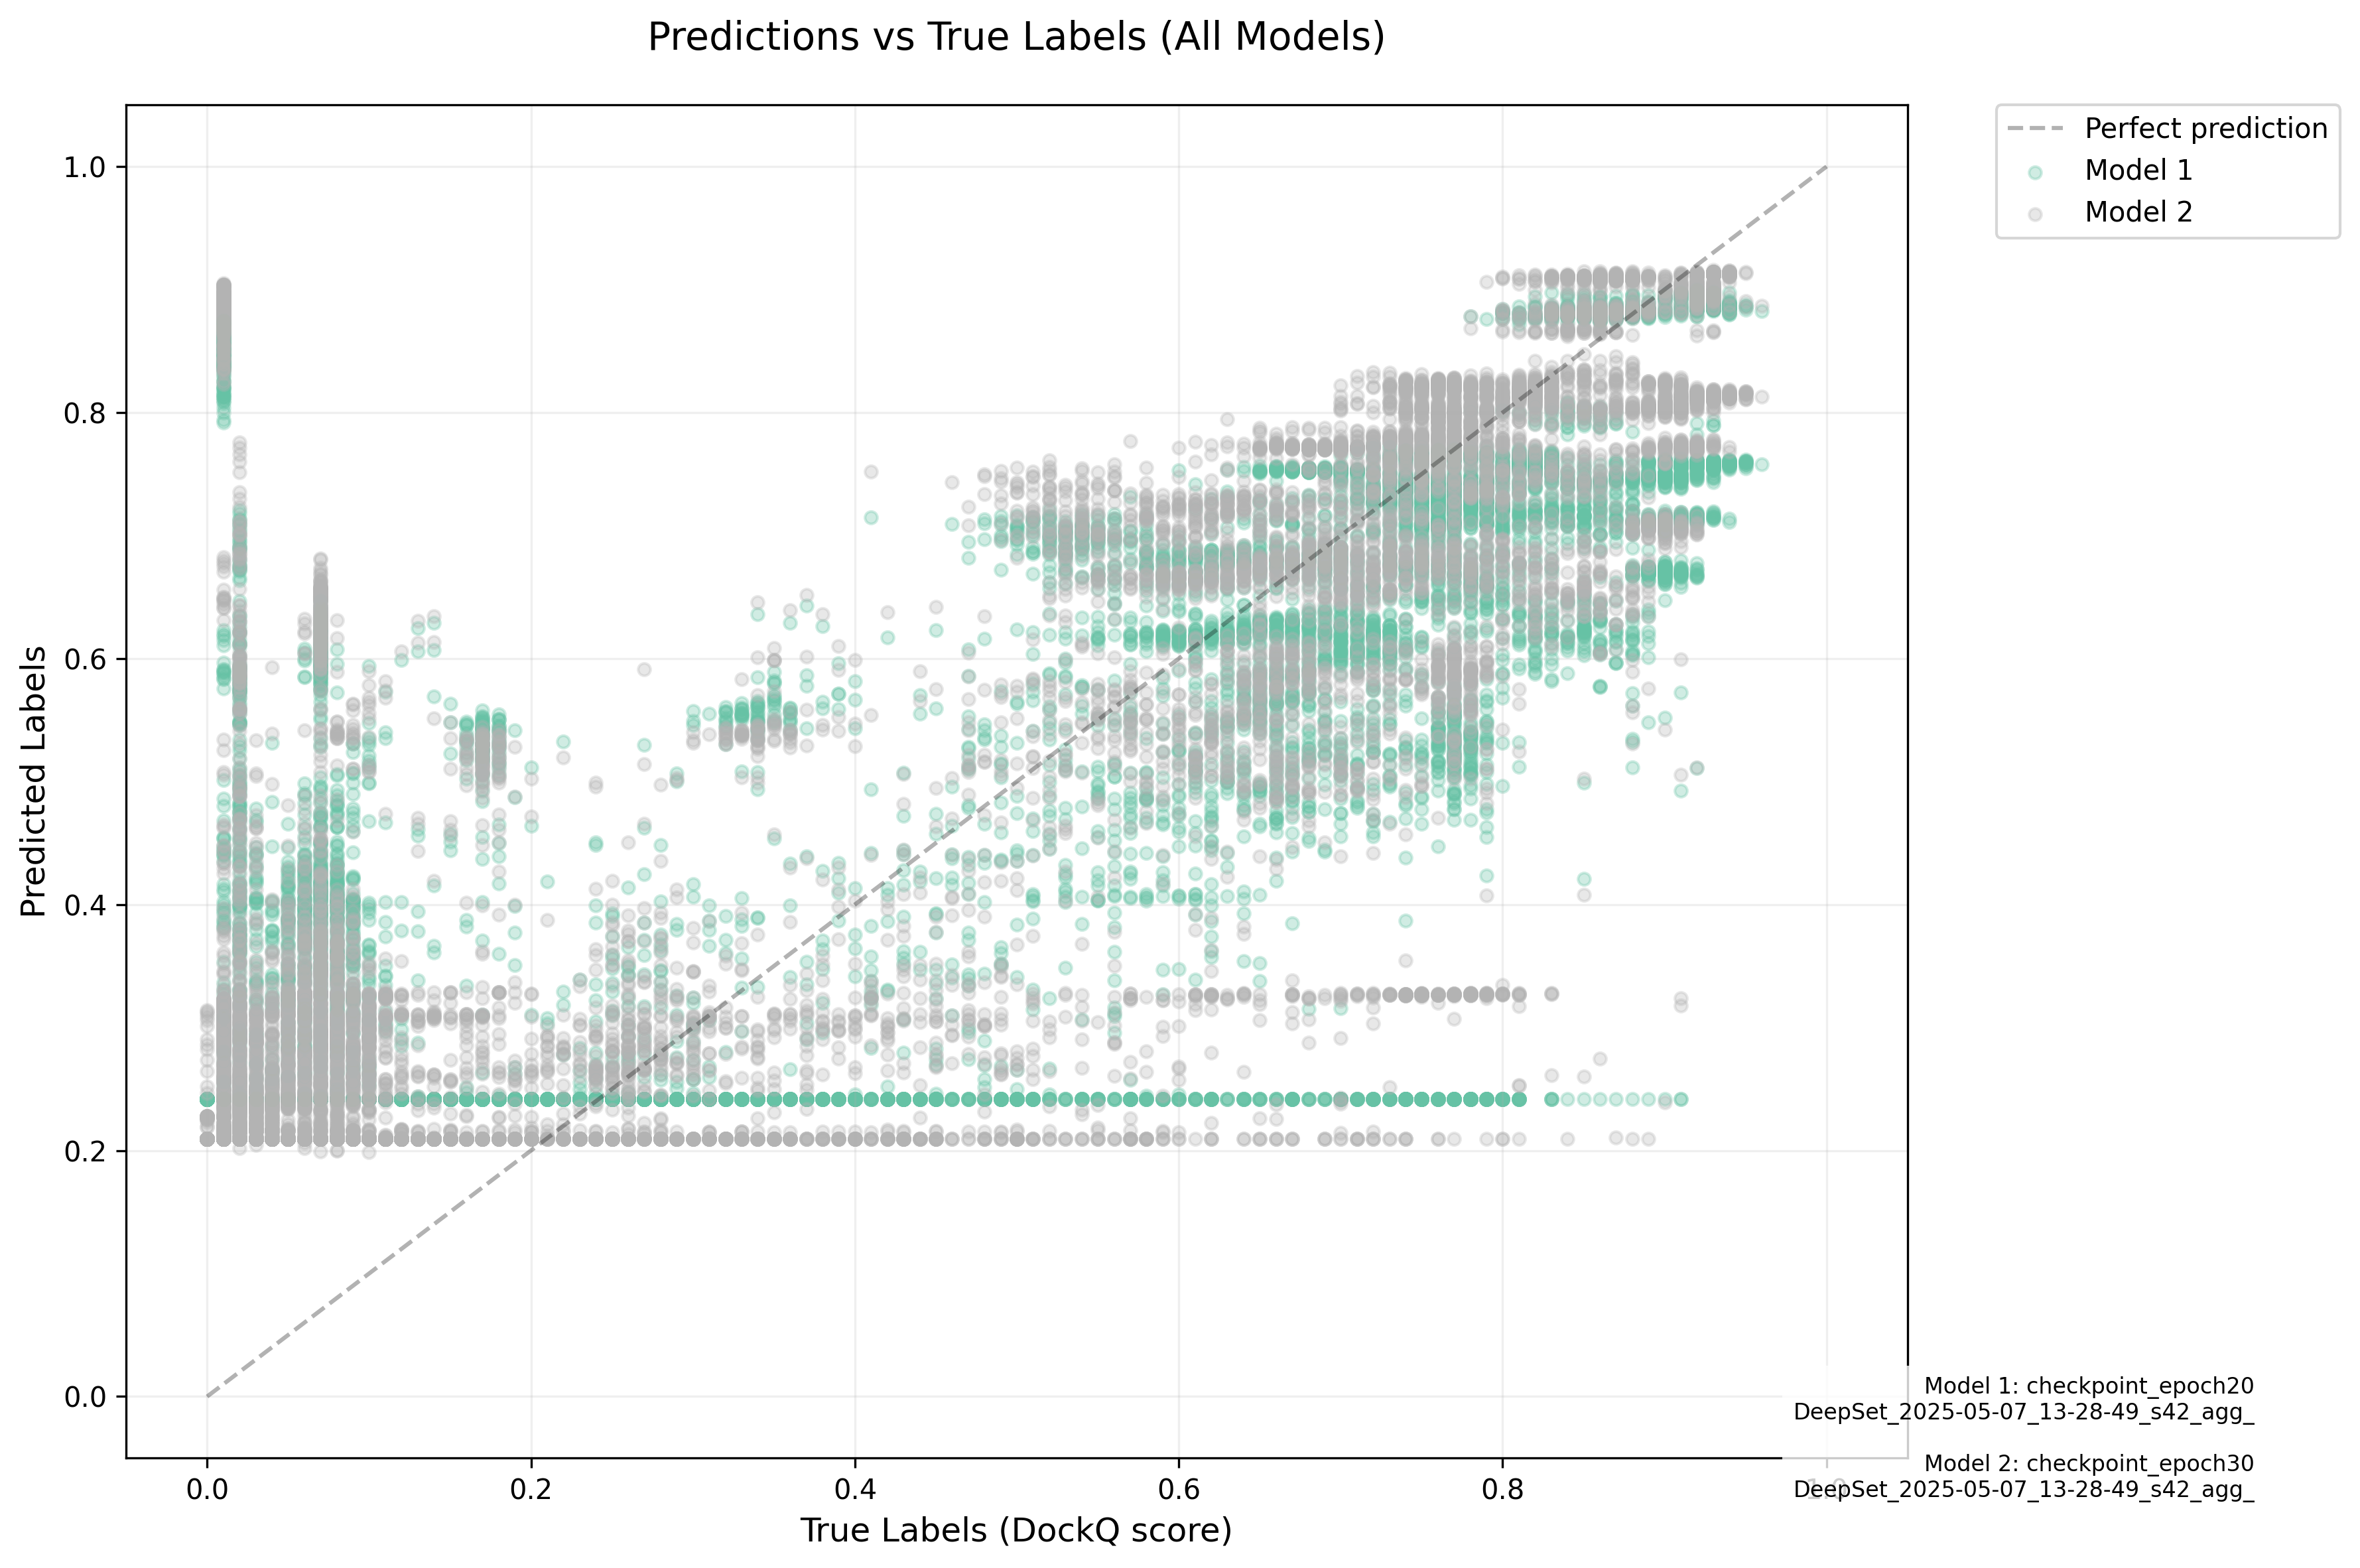 Predictions vs True Labels (All Models)
Perfect prediction
Model 1
Model 2
Predicted Labels
1.0
0.8
0.6
0.4
0.2
0.0
0.0 0.2 0.4 0.6 0.8 1.0
True Labels (DockQ score)
Model 1: checkpoint_epoch20
DeepSet_2025-05-07_13-28-49_s42_agg_
Model 2: checkpoint_epoch30
DeepSet_2025-05-07_13-28-49_s42_agg_